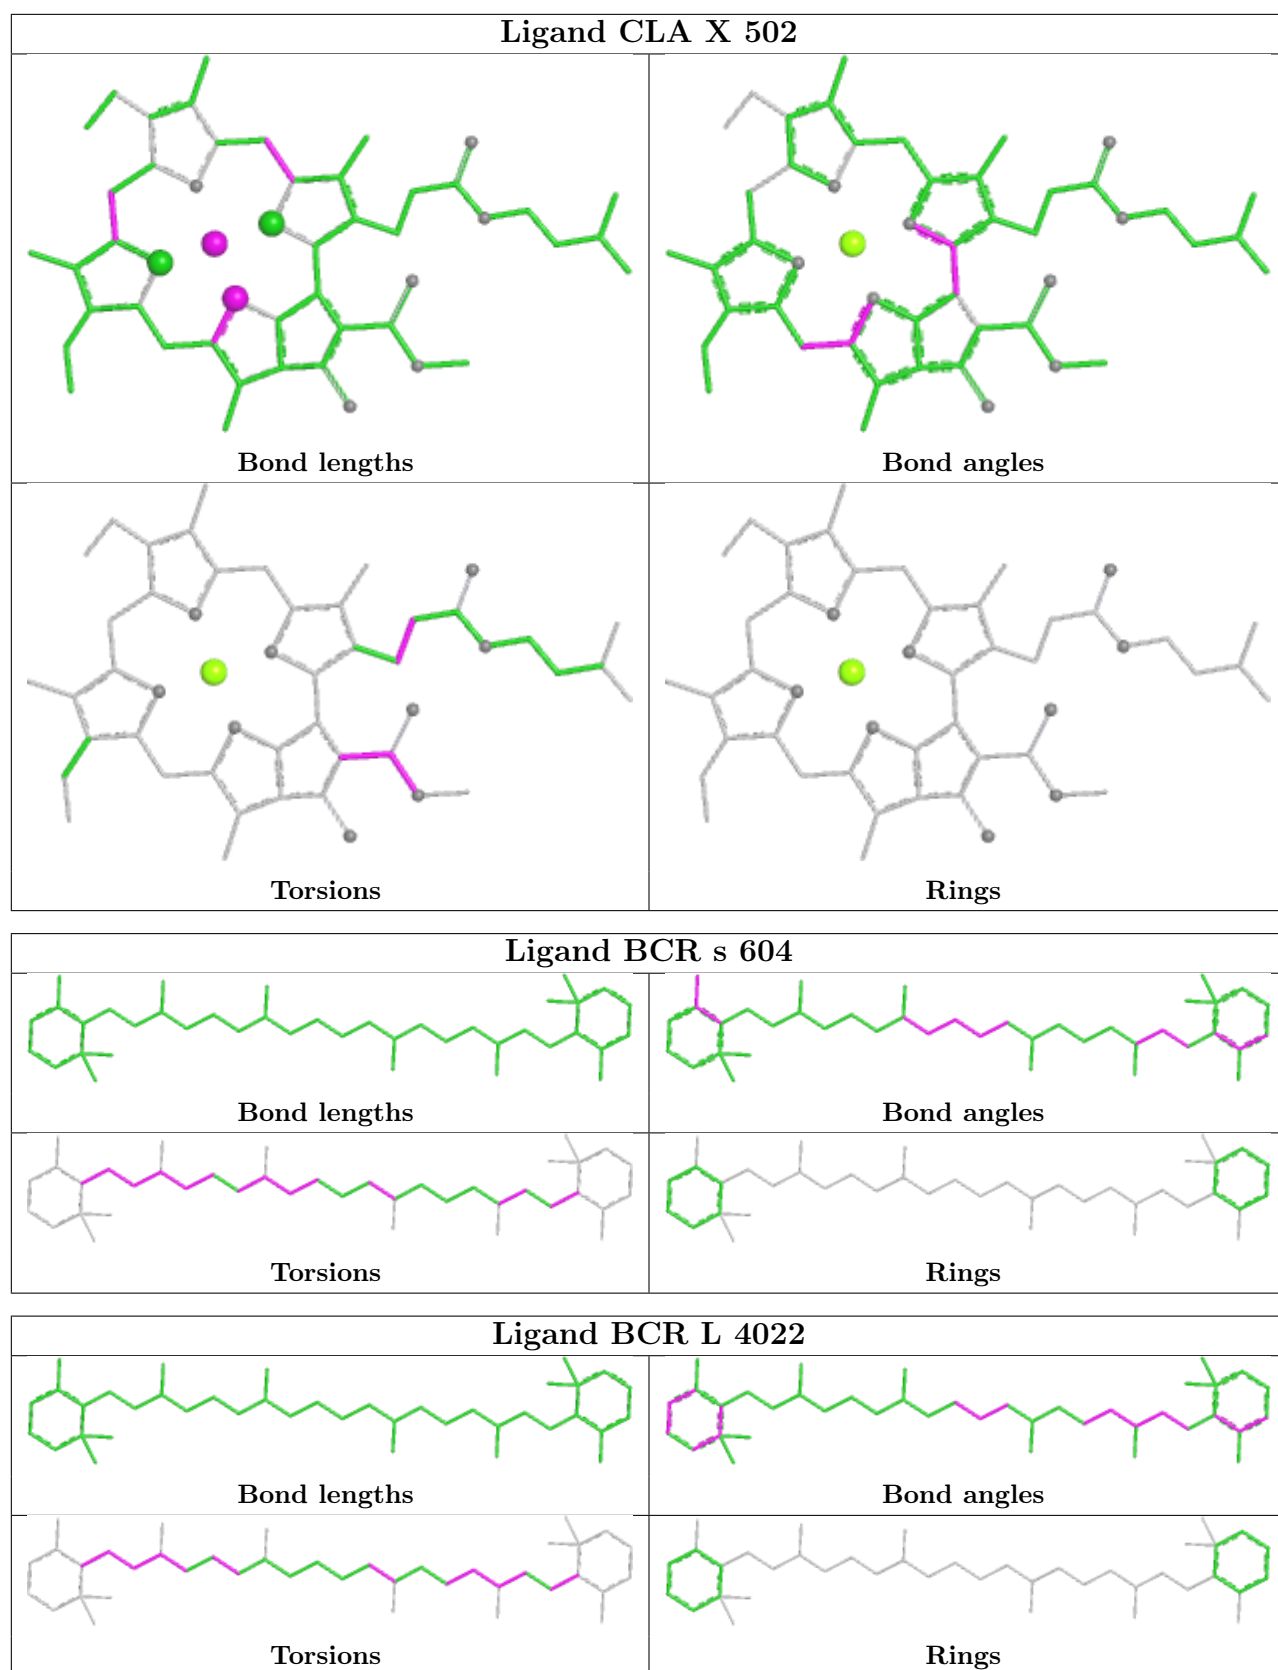 Ligand CLA X 502
Bond lengths
Bond angles
Torsions
Rings
Ligand BCR s 604
Bond lengths
Bond angles
Torsions
Rings
Ligand BCR L 4022
Bond lengths
Bond angles
Torsions
Rings